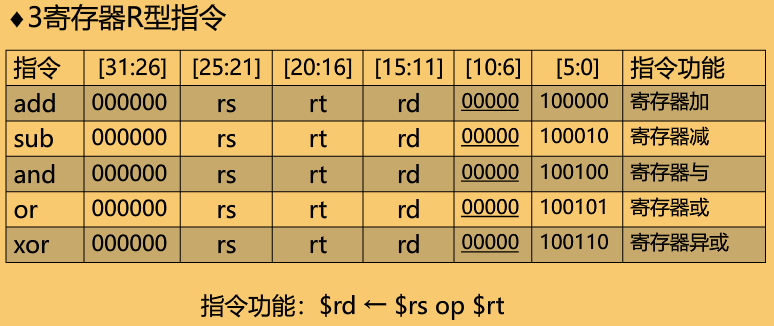 ♦3寄存器R型指令
指令 [31:26] [25:21] [20:16] [15:11] [10:6] [5:0] 指令功能
add 000000 rs rt rd 00000 100000 寄存器加
sub 000000 rs rt rd 00000 100010 寄存器减
and 000000 rs rt rd 00000 100100 寄存器与
or 000000 rs rt rd 00000 100101 寄存器或
xor 000000 rs rt rd 00000 100110 寄存器异或
指令功能：$rd ← $rs op $rt